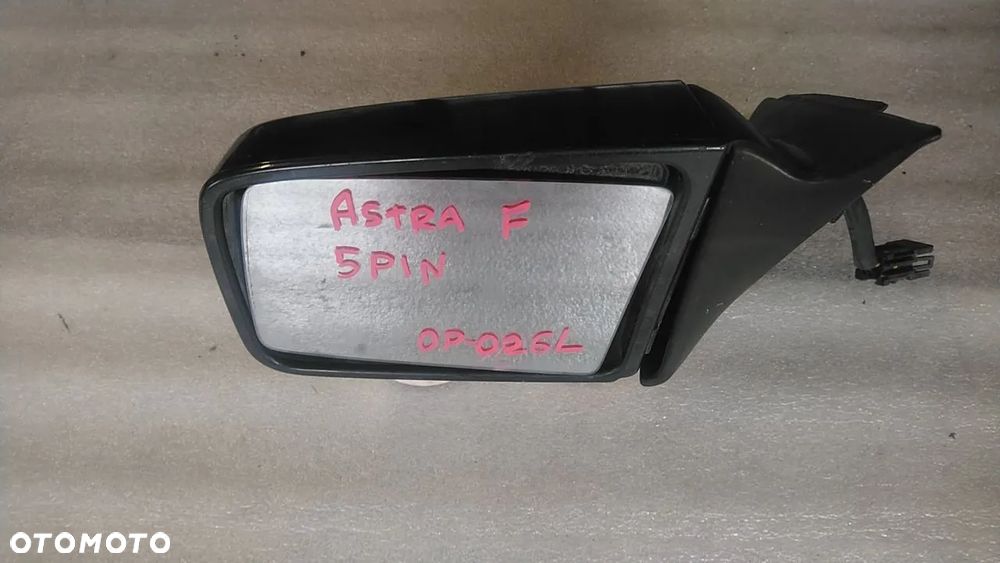 ASTRA F
5PIN
OP-026L
OTOMOTO